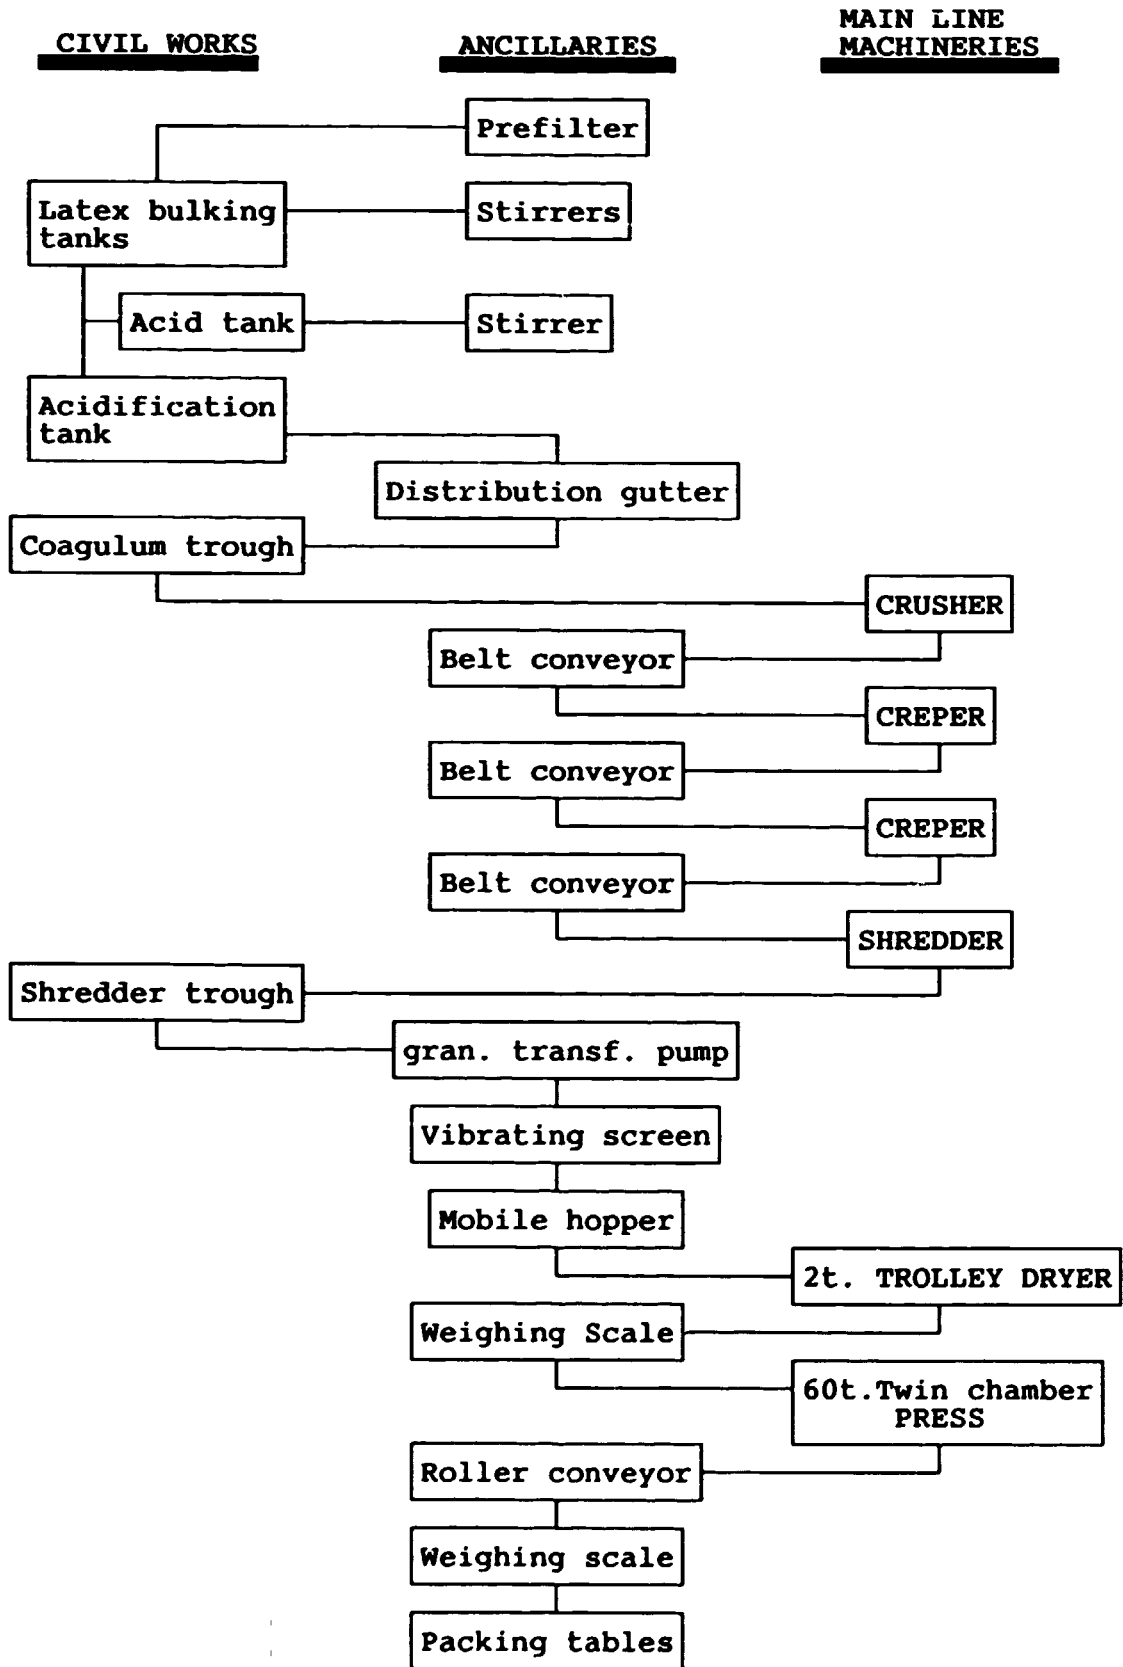 CIVIL WORKS
ANCILLARIES
MAIN LINE
MACHINERIES
Prefilter
Latex bulking
tanks
Stirrers
Acid tank
Stirrer
Acidification
tank
Distribution gutter
Coagulum trough
CRUSHER
Belt conveyor
CREPER
Belt conveyor
CREPER
Belt conveyor
SHREDDER
Shredder trough
gran. transf. pump
Vibrating screen
Mobile hopper
2t. TROLLEY DRYER
Weighing Scale
60t.Twin chamber
PRESS
Roller conveyor
Weighing scale
Packing tables